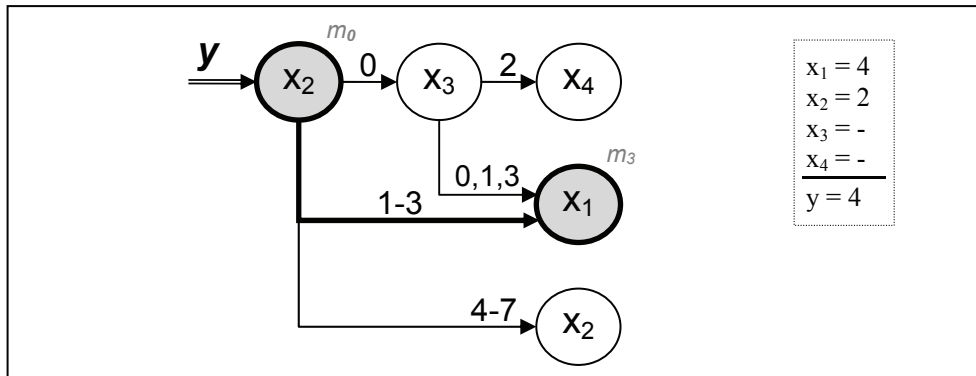 m₀
y
x₂
0
x₃
2
x₄
m₃
0,1,3
x₁
1-3
4-7
x₂
x₁ = 4
x₂ = 2
x₃ = -
x₄ = -
y = 4